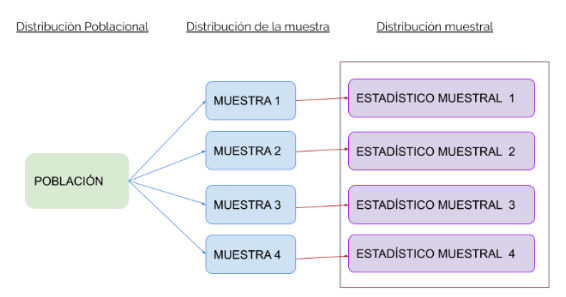 Distribución Poblacional
Distribución de la muestra
Distribución muestral
POBLACIÓN
MUESTRA 1
MUESTRA 2
MUESTRA 3
MUESTRA 4
ESTADÍSTICO MUESTRAL 1
ESTADÍSTICO MUESTRAL 2
ESTADÍSTICO MUESTRAL 3
ESTADÍSTICO MUESTRAL 4